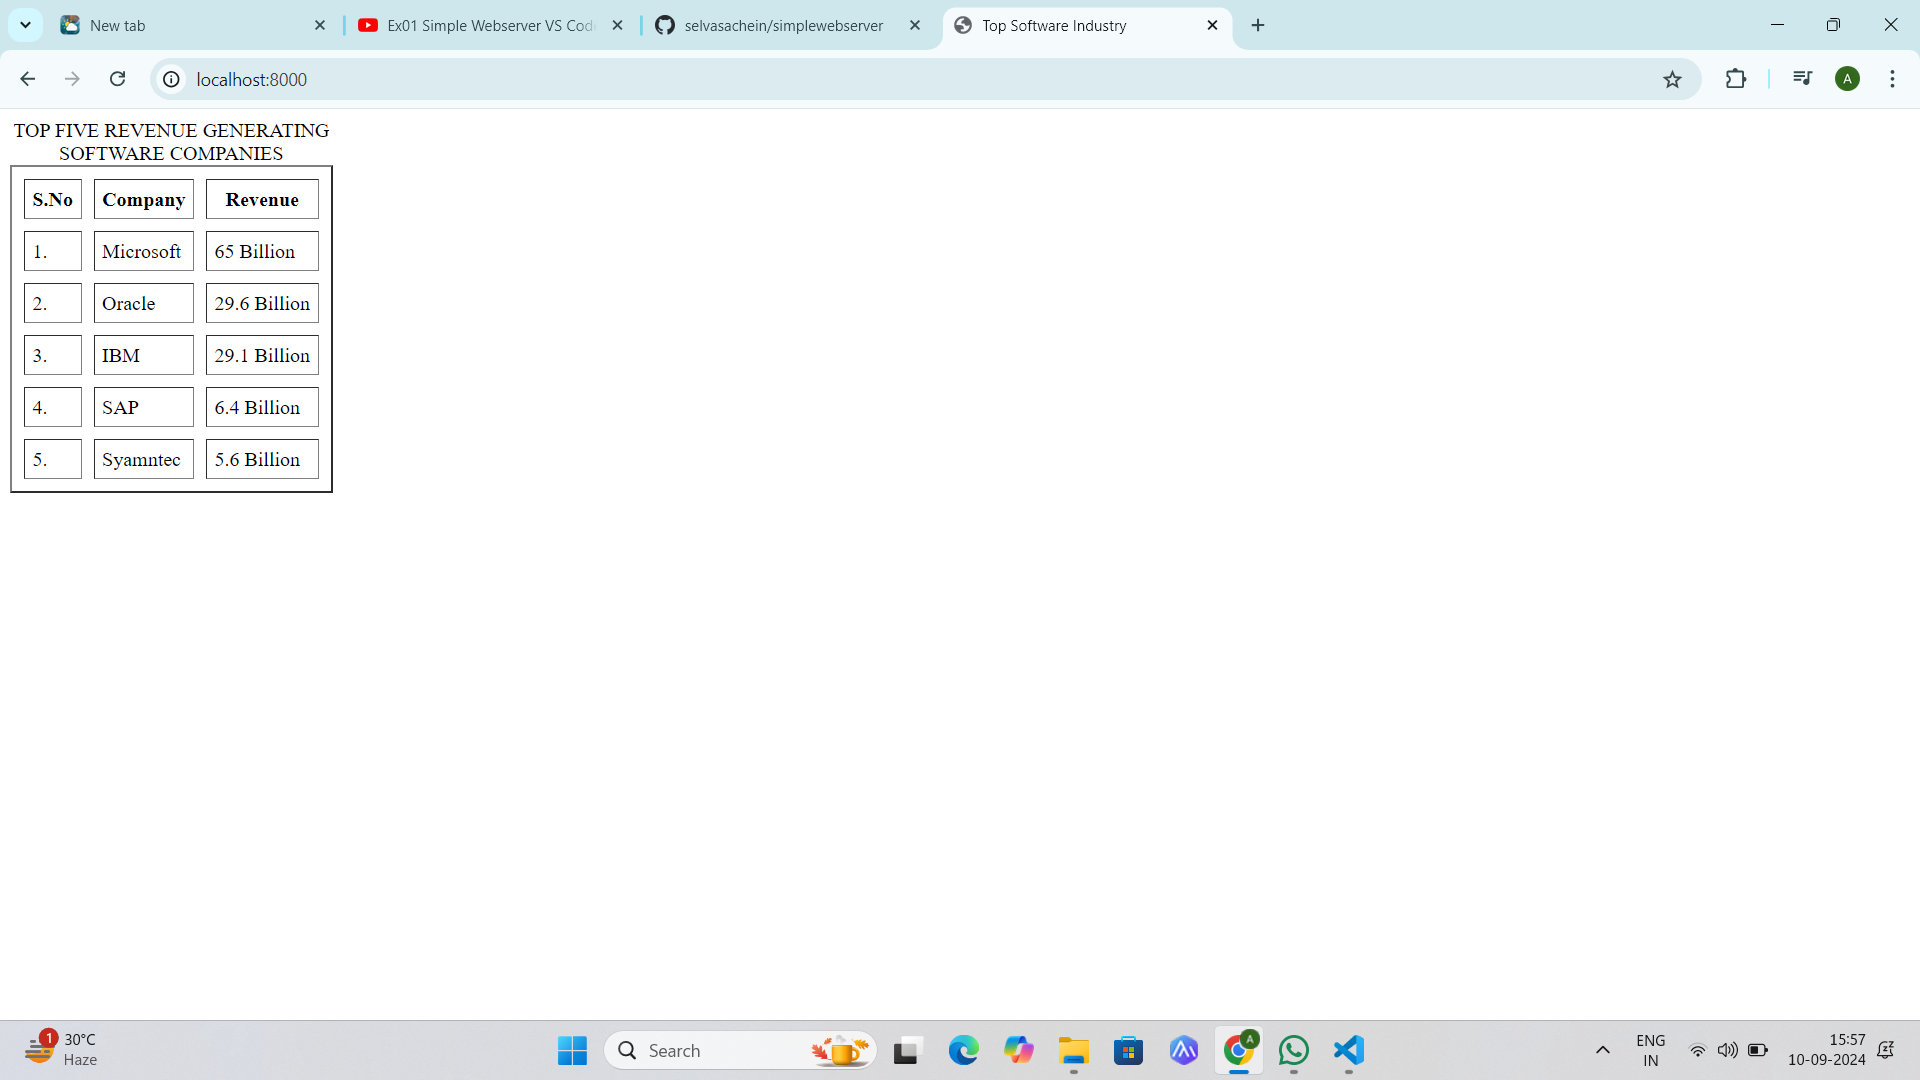 New tab
Ex01 Simple Webserver VS Code
selvasachein/simplewebserver
Top Software Industry
localhost:8000
A
TOP FIVE REVENUE GENERATING
SOFTWARE COMPANIES
S.No Company Revenue
1. Microsoft 65 Billion
2. Oracle 29.6 Billion
3. IBM 29.1 Billion
4. SAP 6.4 Billion
5. Syamntec 5.6 Billion
1
30°C
Haze
Search
A
ENG
IN
15:57
10-09-2024